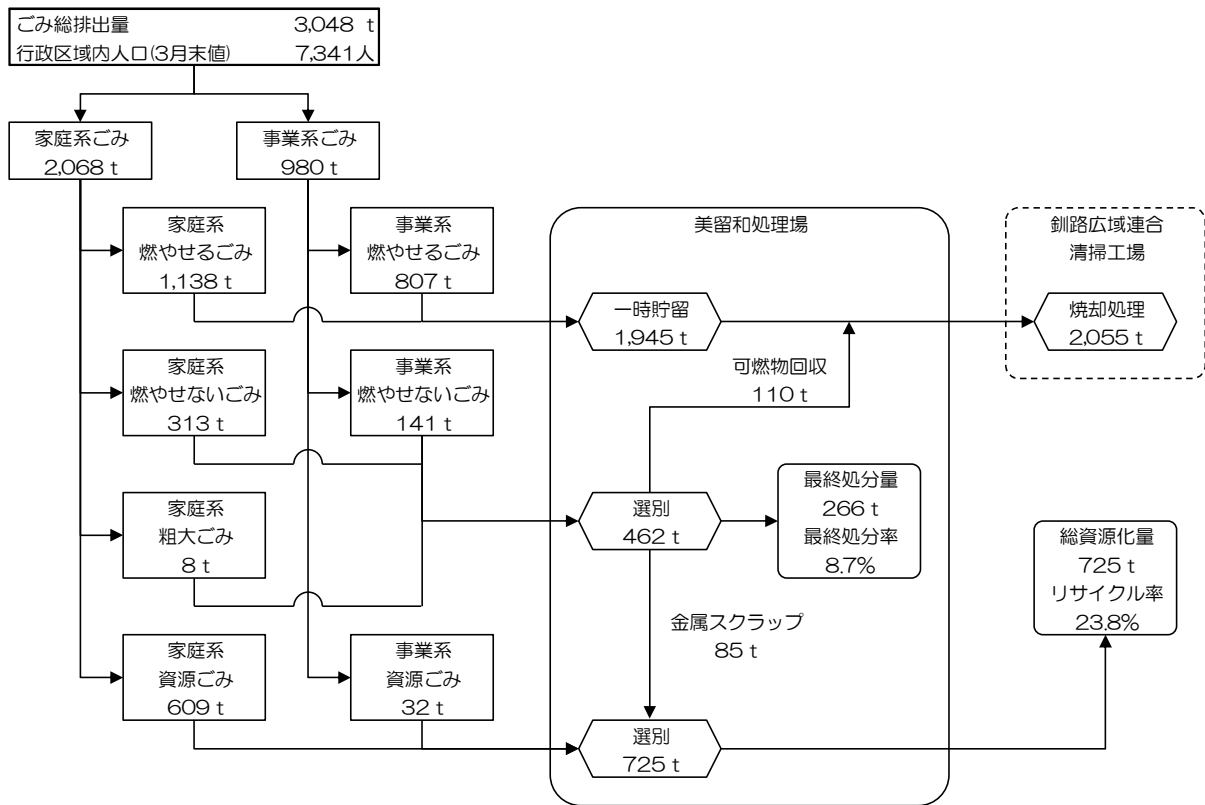 ごみ総排出量 3,048 t
行政区域内人口(3月末値) 7,341人
家庭系ごみ
2,068 t
事業系ごみ
980 t
家庭系
燃やせるごみ
1,138 t
事業系
燃やせるごみ
807 t
家庭系
燃やせないごみ
313 t
事業系
燃やせないごみ
141 t
家庭系
粗大ごみ
8 t
家庭系
資源ごみ
609 t
事業系
資源ごみ
32 t
美留和処理場
一時貯留
1,945 t
可燃物回収
110 t
選別
462 t
最終処分量
266 t
最終処分率
8.7%
金属スクラップ
85 t
選別
725 t
釧路広域連合
清掃工場
焼却処理
2,055 t
総資源化量
725 t
リサイクル率
23.8%